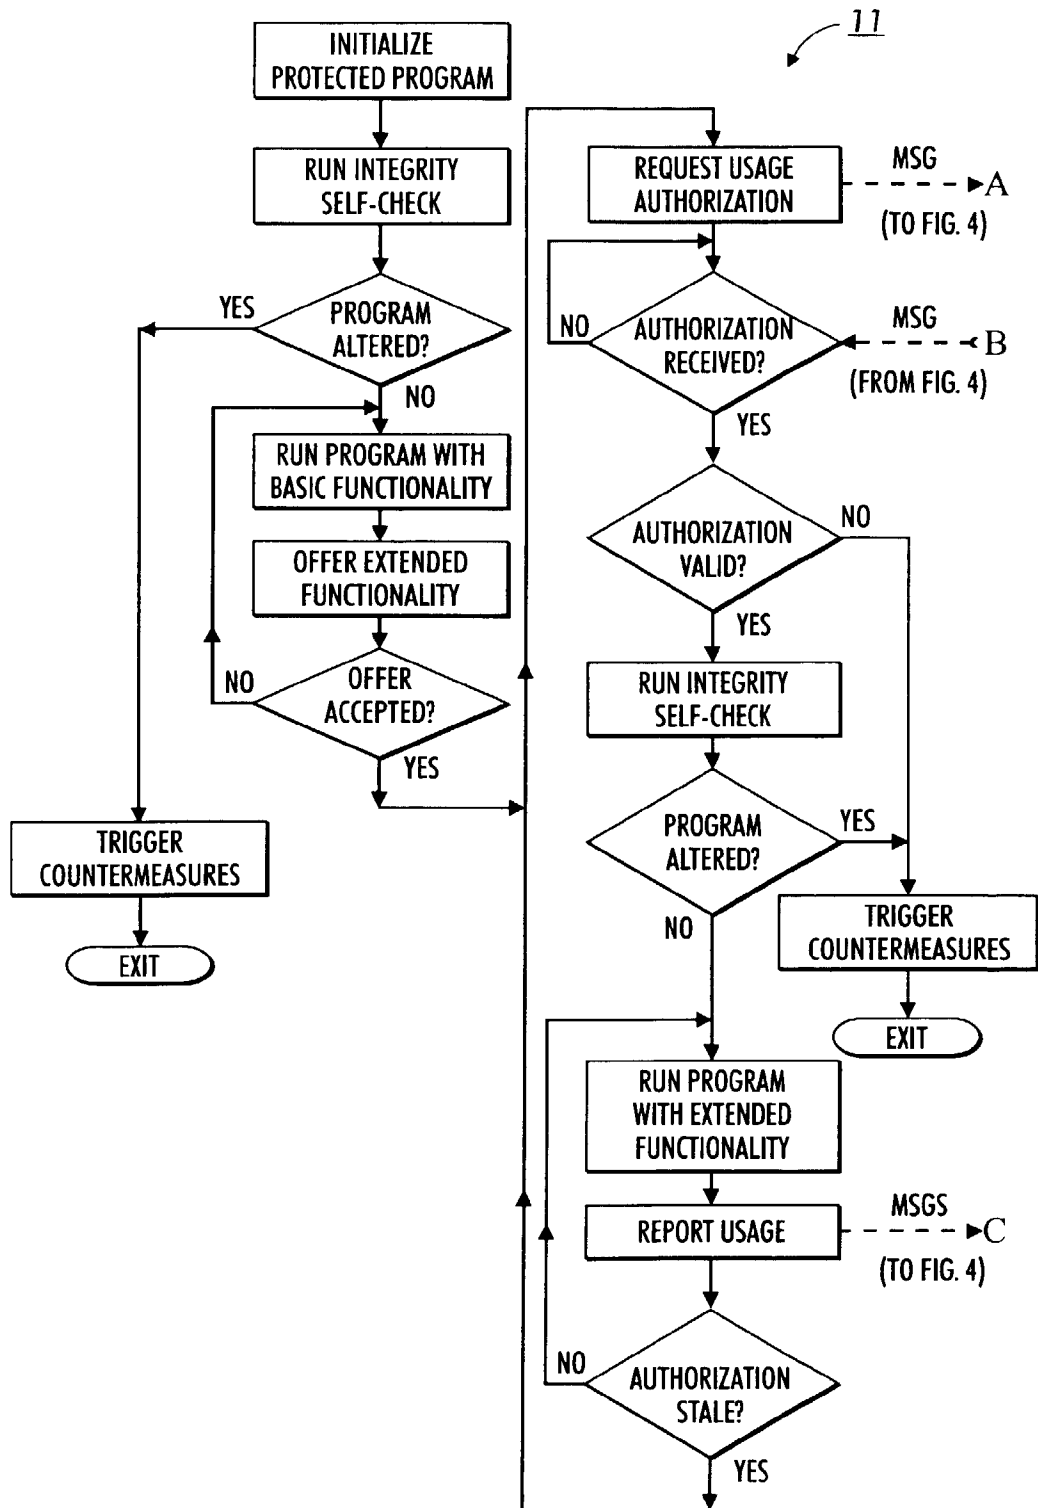 11
INITIALIZE
PROTECTED PROGRAM
RUN INTEGRITY
SELF-CHECK
YES
PROGRAM
ALTERED?
NO
RUN PROGRAM WITH
BASIC FUNCTIONALITY
OFFER EXTENDED
FUNCTIONALITY
NO
OFFER
ACCEPTED?
YES
TRIGGER
COUNTERMEASURES
EXIT
REQUEST USAGE
AUTHORIZATION
MSG
A
(TO FIG. 4)
NO
AUTHORIZATION
RECEIVED?
MSG
B
(FROM FIG. 4)
YES
AUTHORIZATION
VALID?
NO
YES
RUN INTEGRITY
SELF-CHECK
PROGRAM
ALTERED?
YES
NO
TRIGGER
COUNTERMEASURES
EXIT
RUN PROGRAM
WITH EXTENDED
FUNCTIONALITY
REPORT USAGE
MSGS
C
(TO FIG. 4)
NO
AUTHORIZATION
STALE?
YES